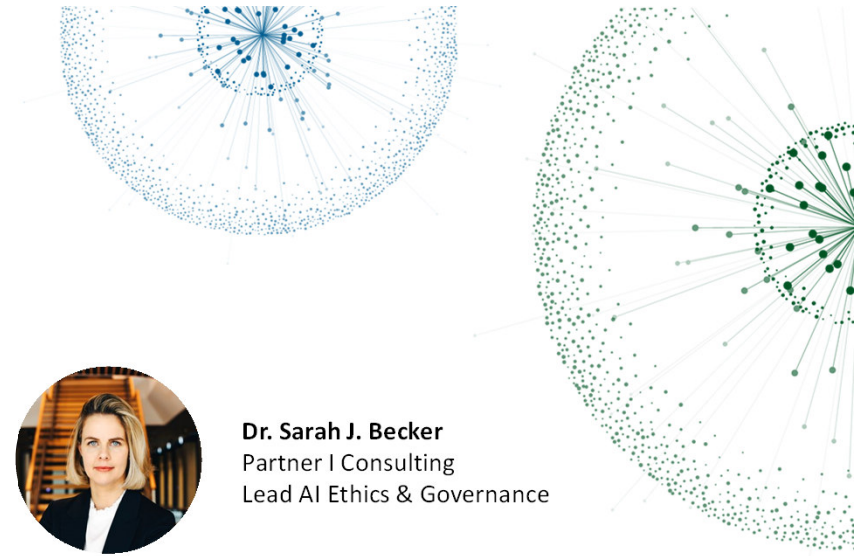 Dr. Sarah J. Becker
Partner I Consulting
Lead AI Ethics & Governance